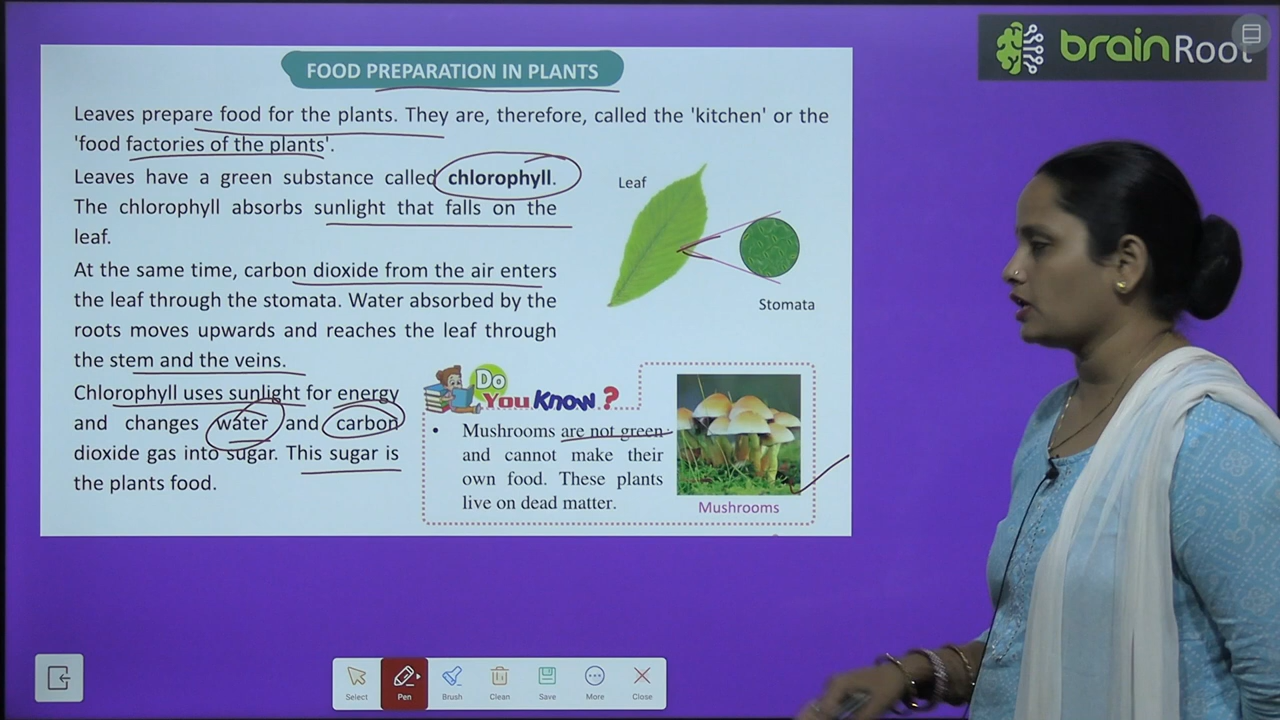 brainRoot
FOOD PREPARATION IN PLANTS
Leaves prepare food for the plants. They are, therefore, called the 'kitchen' or the
'food factories of the plants'.
Leaves have a green substance called chlorophyll.
The chlorophyll absorbs sunlight that falls on the
leaf.
Leaf
Stomata
At the same time, carbon dioxide from the air enters
the leaf through the stomata. Water absorbed by the
roots moves upwards and reaches the leaf through
the stem and the veins.
Chlorophyll uses sunlight for energy
and changes water and carbon
dioxide gas into sugar. This sugar is
the plants food.
Do
You Know?
• Mushrooms are not green
and cannot make their
own food. These plants
live on dead matter.
Mushrooms
Select
Pen
Brush
Clean
Save
More
Close